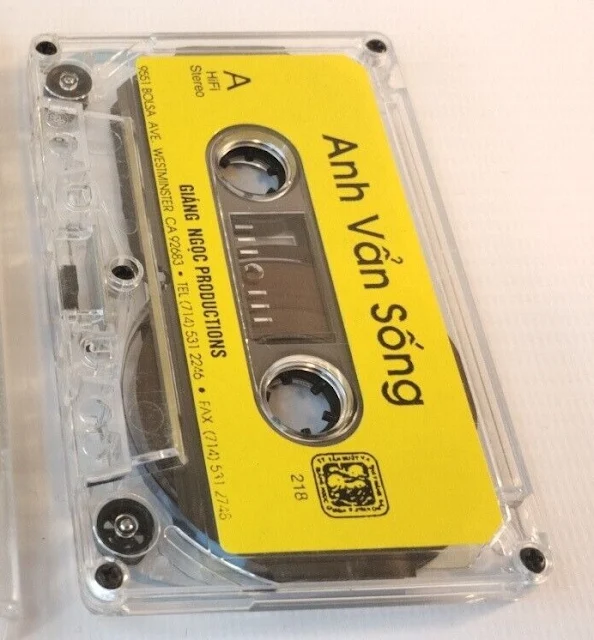 A
HiFi
Stereo
Anh Vẩn Sống
GIÁNG NGỌC PRODUCTIONS
9551 BOLSA AVE. WESTMINSTER CA 92683 • TEL (714) 531 2246 • FAX (714) 531 2746
218